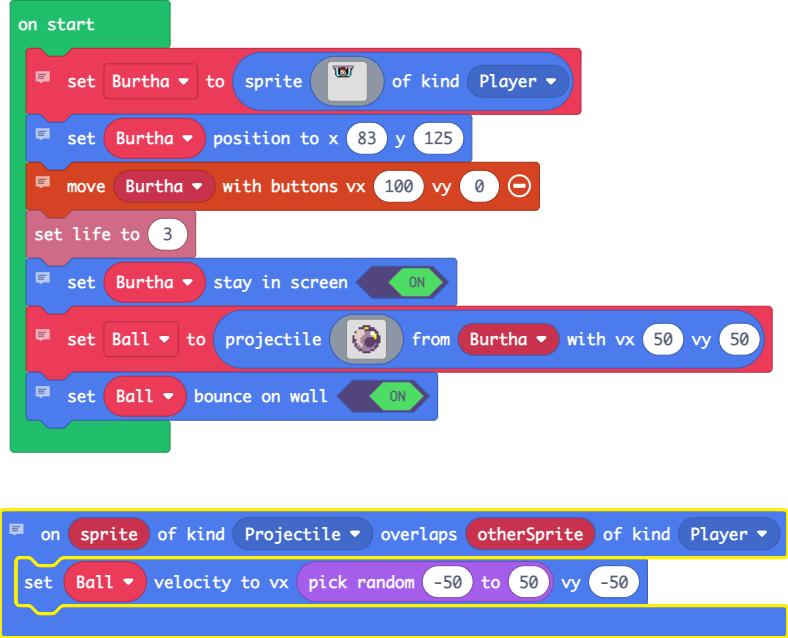 on start
set Burtha to sprite of kind Player
set Burtha position to x 83 y 125
move Burtha with buttons vx 100 vy 0
set life to 3
set Burtha stay in screen ON
set Ball to projectile from Burtha with vx 50 vy 50
set Ball bounce on wall ON
on sprite of kind Projectile overlaps otherSprite of kind Player
set Ball velocity to vx pick random -50 to 50 vy -50